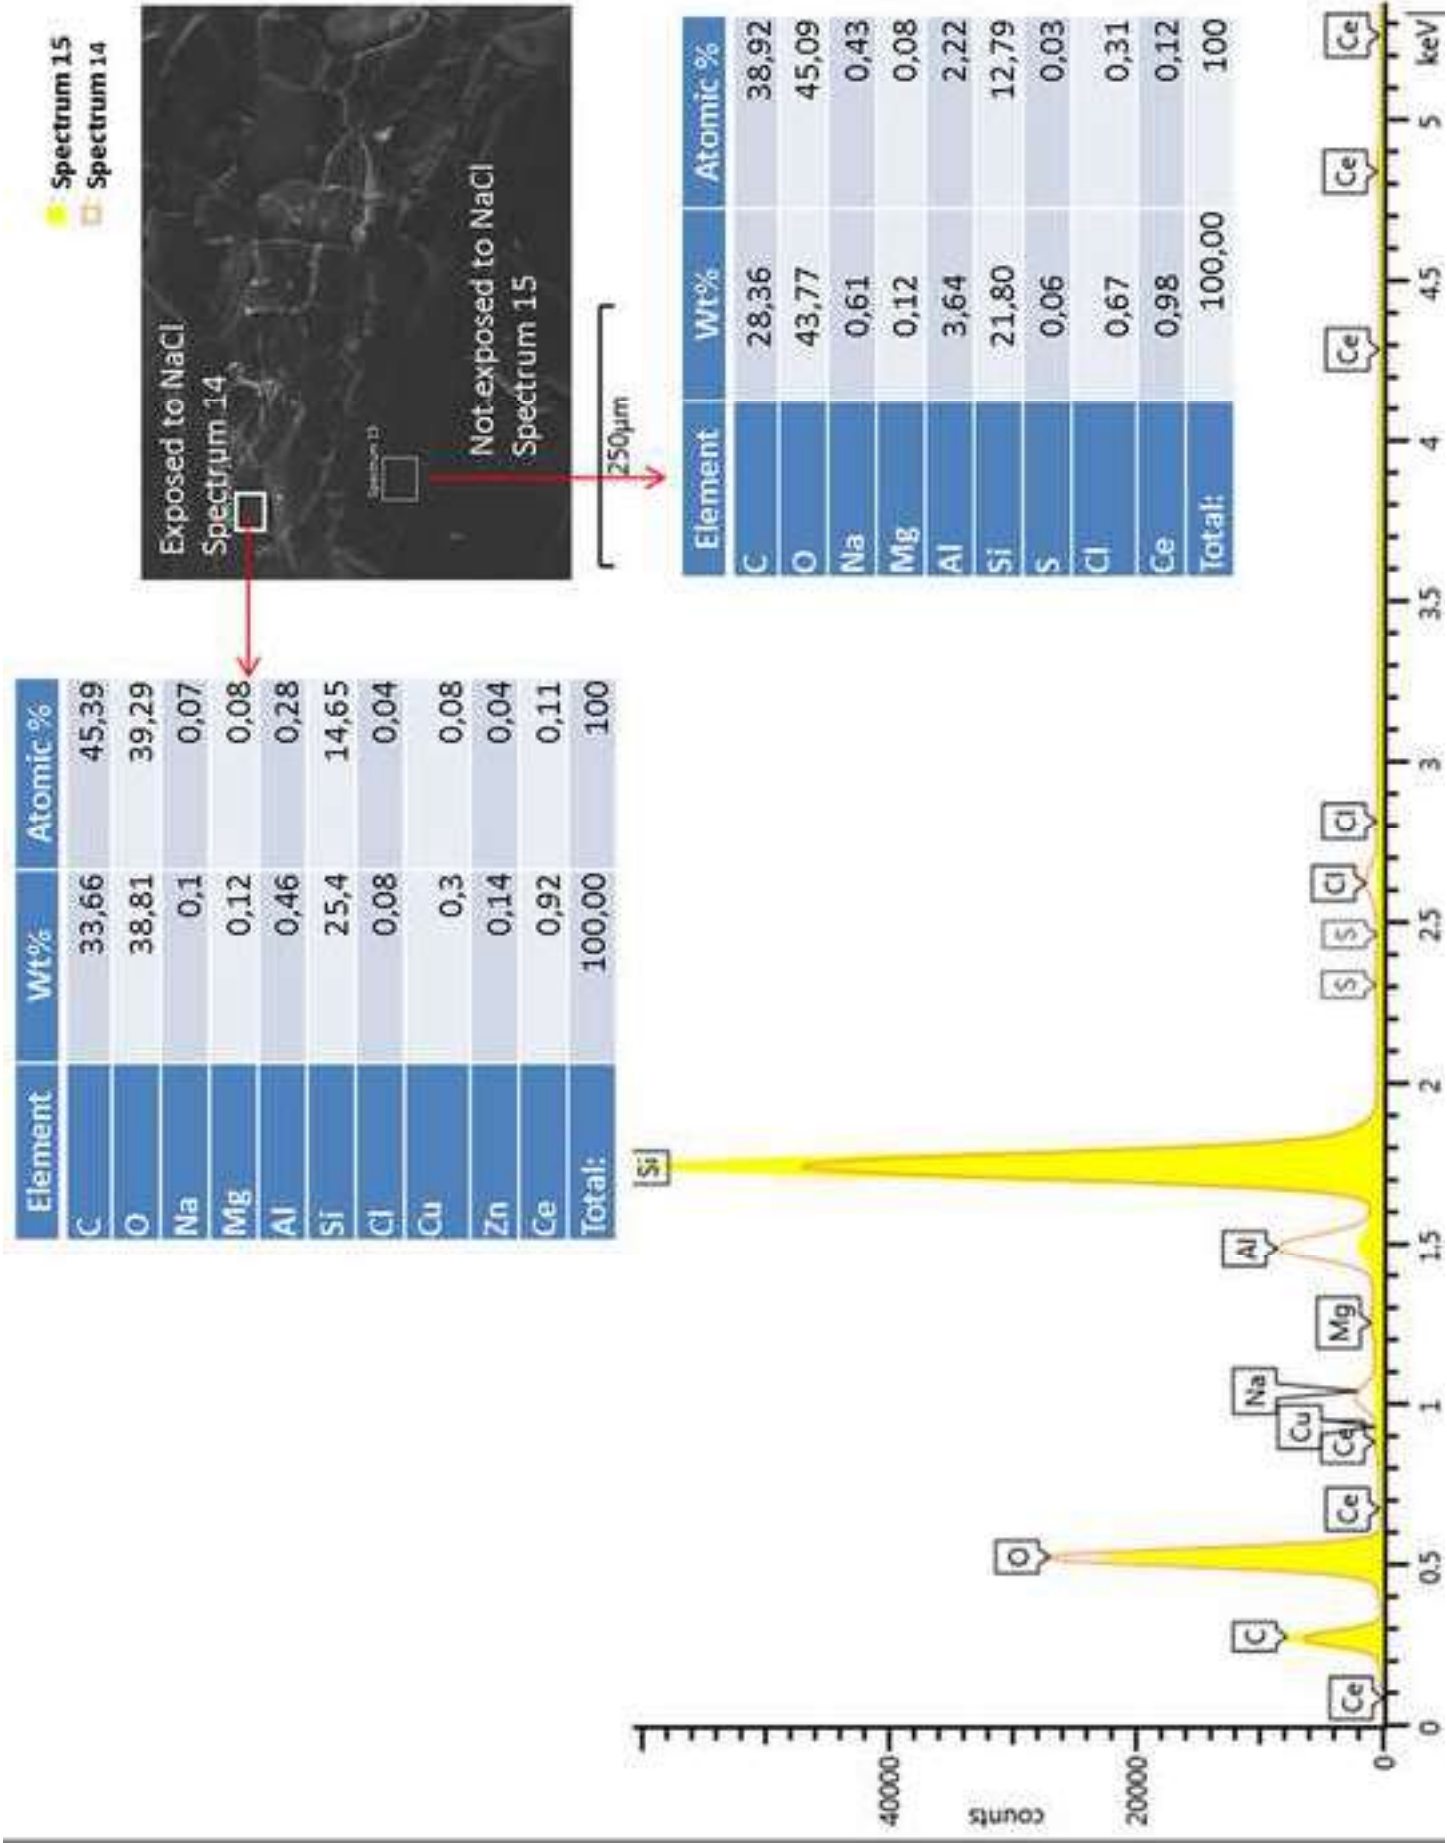 Spectrum 15
Spectrum 14
Exposed to NaCl
Spectrum 14
Spectrum 15
Not exposed to NaCl
Spectrum 15
250µm
Element Wt% Atomic %
C 33,66 45,39
O 38,81 39,29
Na 0,1 0,07
Mg 0,12 0,08
Al 0,46 0,28
Si 25,4 14,65
Cl 0,08 0,04
Cu 0,3 0,08
Zn 0,14 0,04
Ce 0,92 0,11
Total: 100,00 100
Element Wt% Atomic %
C 28,36 38,92
O 43,77 45,09
Na 0,61 0,43
Mg 0,12 0,08
Al 3,64 2,22
Si 21,80 12,79
S 0,06 0,03
Cl 0,67 0,31
Ce 0,98 0,12
Total: 100,00 100
counts
40000
20000
0
Ce C O Ce Ce Cu Na Mg Al Si S S Cl Cl Ce Ce Ce
0 0.5 1 1.5 2 2.5 3 3.5 4 4.5 5 keV